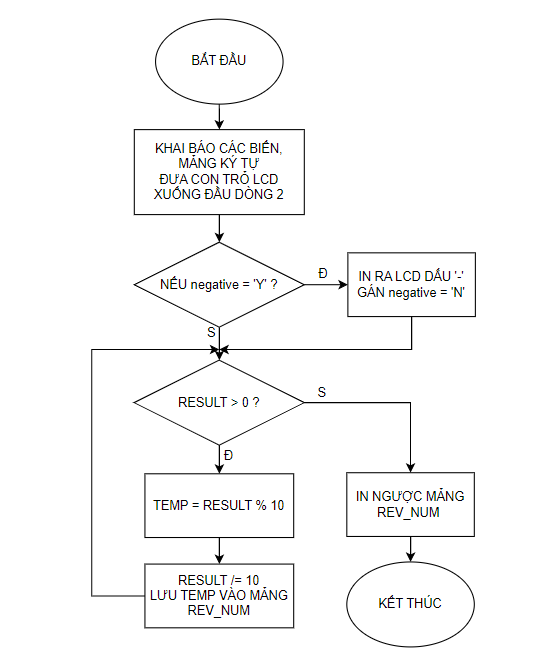 BẮT ĐẦU
KHAI BÁO CÁC BIẾN,
MẢNG KÝ TỰ
ĐƯA CON TRỎ LCD
XUỐNG ĐẦU DÒNG 2
NẾU negative = 'Y' ?
Đ
IN RA LCD DẤU '-'
GÁN negative = 'N'
S
RESULT > 0 ?
S
Đ
TEMP = RESULT % 10
IN NGƯỢC MẢNG
REV_NUM
RESULT /= 10
LƯU TEMP VÀO MẢNG
REV_NUM
KẾT THÚC